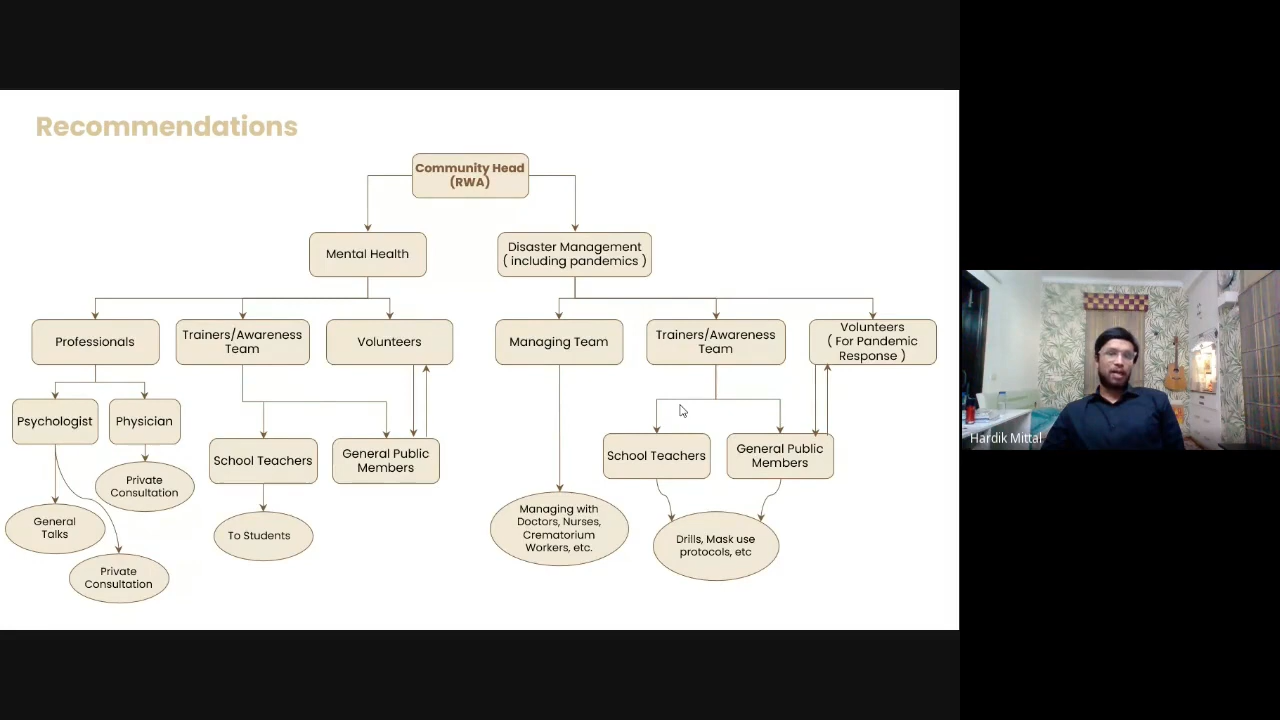 Recommendations
Community Head
(RWA)
Mental Health
Disaster Management
( including pandemics )
Professionals
Trainers/Awareness
Team
Volunteers
Managing Team
Trainers/Awareness
Team
Volunteers
( For Pandemic
Response )
Psychologist
Physician
School Teachers
General Public
Members
School Teachers
General Public
Members
Private
Consultation
General
Talks
To Students
Managing with
Doctors, Nurses,
Crematorium
Workers, etc.
Drills, Mask use
protocols, etc
Private
Consultation
Hardik Mittal